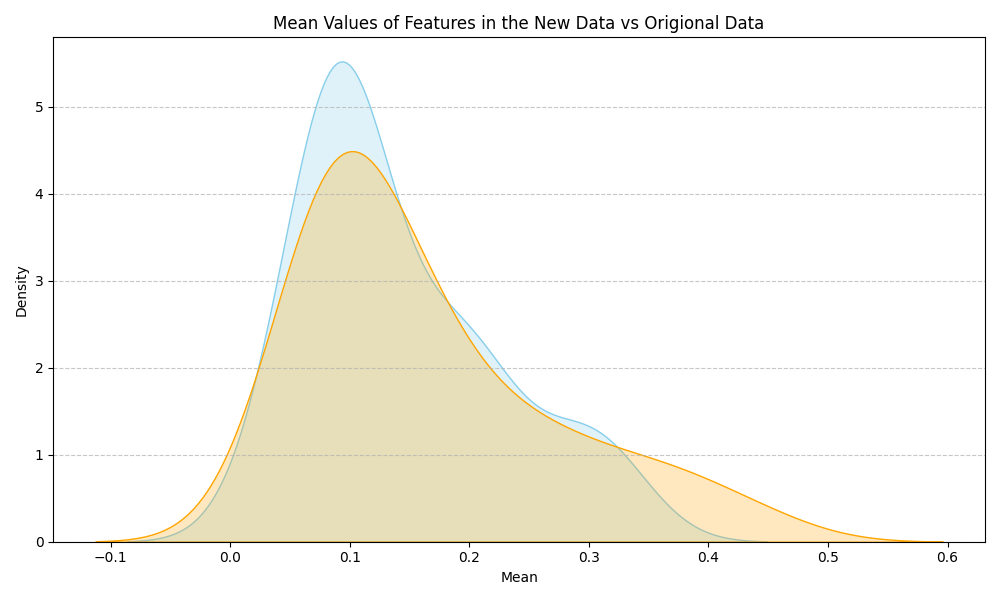 Mean Values of Features in the New Data vs Origional Data
Density
5
4
3
2
1
0
−0.1 0.0 0.1 0.2 0.3 0.4 0.5 0.6
Mean